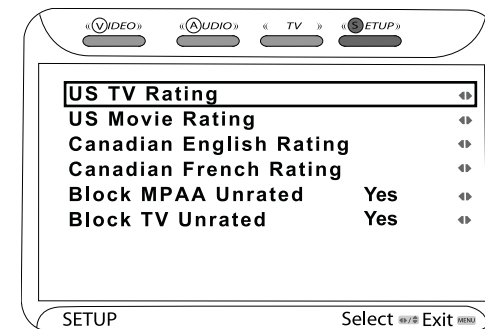 VIDEO AUDIO TV SETUP
US TV Rating
US Movie Rating
Canadian English Rating
Canadian French Rating
Block MPAA Unrated Yes
Block TV Unrated Yes
SETUP Select Exit MENU